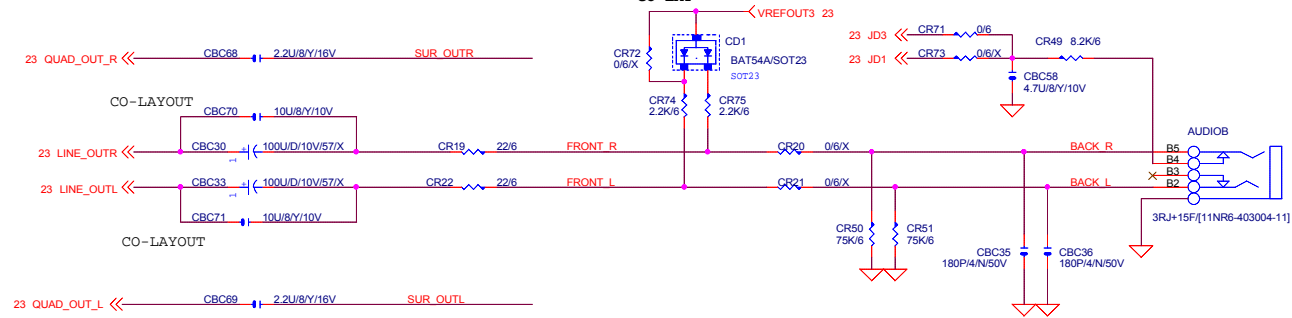 VREFOUT3 23
CR72
0/6/X
CD1
BAT54A/SOT23
SOT23
23 JD3
CR71
0/6
23 JD1
CR73
0/6/X
CR49 8.2K/6
CBC58
4.7U/8/Y/10V
23 QUAD_OUT_R
CBC68
2.2U/8/Y/16V
SUR_OUTR
CO-LAYOUT
CBC70
10U/8/Y/10V
CR74
2.2K/6
CR75
2.2K/6
23 LINE_OUTR
CBC30
1
+
100U/D/10V/57/X
CR19
22/6
FRONT_R
CR20
0/6/X
BACK_R
AUDIOB
B5
B4
B3
B2
23 LINE_OUTL
CBC33
1
+
100U/D/10V/57/X
CR22
22/6
FRONT_L
CR21
0/6/X
BACK_L
3RJ+15F/[11NR6-403004-11]
CBC71
10U/8/Y/10V
CO-LAYOUT
CR50
75K/6
CR51
75K/6
CBC35
180P/4/N/50V
CBC36
180P/4/N/50V
23 QUAD_OUT_L
CBC69
2.2U/8/Y/16V
SUR_OUTL